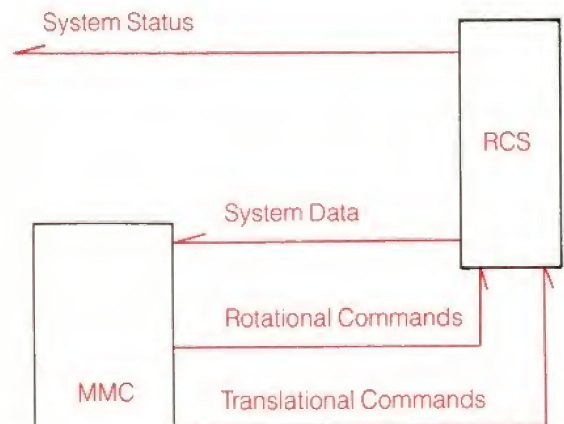 System Status
RCS
System Data
Rotational Commands
MMC
Translational Commands